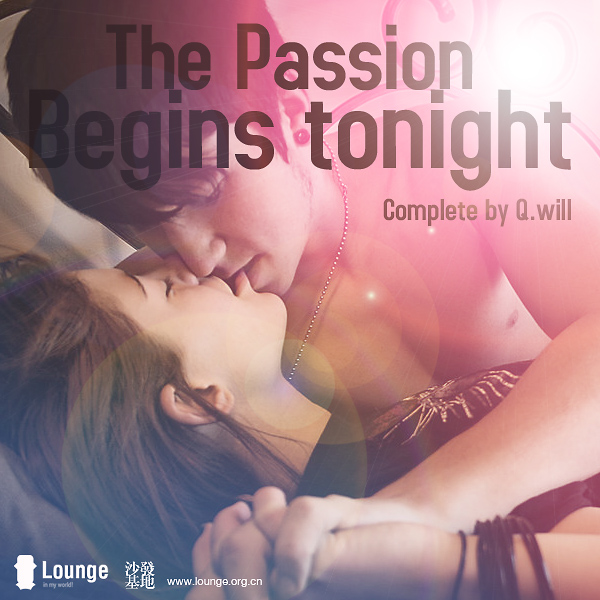 The Passion
Begins tonight
Complete by Q.will
Lounge
in my world!
沙發
基地
www.lounge.org.cn